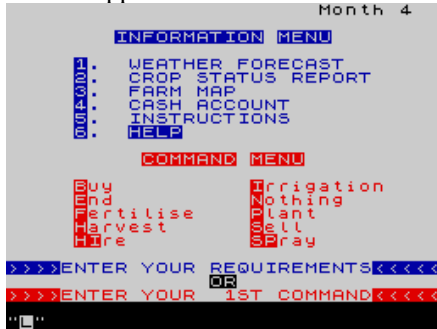 Month 4
INFORMATION MENU
1. WEATHER FORECAST
2. CROP STATUS REPORT
3. FARM MAP
4. CASH ACCOUNT
5. INSTRUCTIONS
6. HELP
COMMAND MENU
Buy Irrigation
End Nothing
Fertilise Plant
Harvest Sell
HIre SPray
>>>>ENTER YOUR REQUIREMENTS<<<<<
OR
>>>>ENTER YOUR 1ST COMMAND<<<<<
"L"